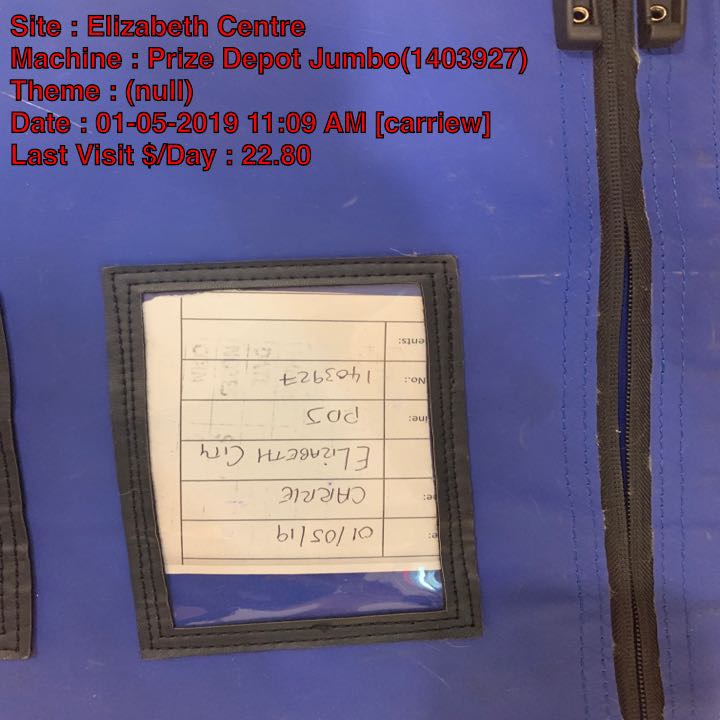 Site : Elizabeth Centre
Machine : Prize Depot Jumbo(1403927)
Theme : (null)
Date : 01-05-2019 11:09 AM [carriew]
Last Visit $/Day : 22.80
01/05/19
CARRIE
ELIZABETH CITY
PDJ
No.: 1403927